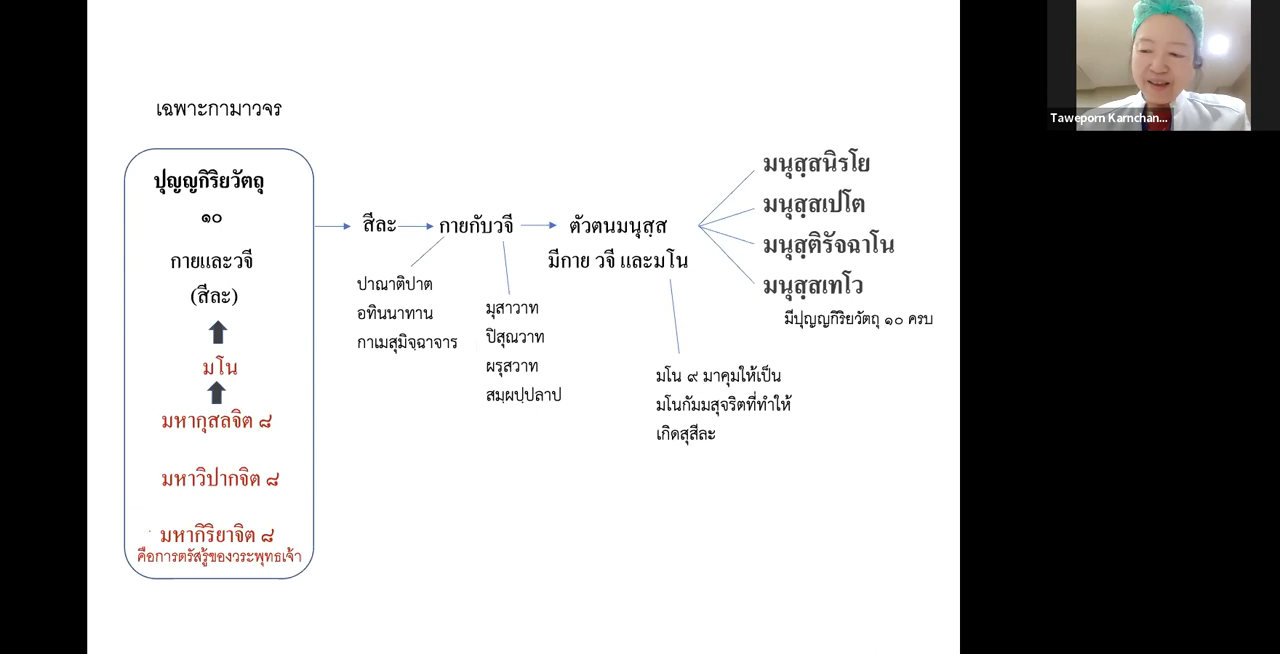 เฉพาะกามาวจร
ปุญญกิริยวัตถุ
๑๐
กายและวจี
(สีละ)
มโน
มหากุสลจิต ๘
มหาวิปากจิต ๘
มหากิริยาจิต ๘
คือการตรัสรู้ของวระพุทธเจ้า
สีละ
กายกับวจี
ปาณาติปาต
อทินนาทาน
กาเมสุมิจฺฉาจาร
มุสาวาท
ปิสุณวาท
ผรุสวาท
สมฺผปฺปลาป
ตัวตนมนุสฺส
มีกาย วจี และมโน
มโน ๙ มาคุมให้เป็น
มโนกัมมสุจริตที่ทำให้
เกิดสุสีละ
มนุสฺสนิรโย
มนุสฺสเปโต
มนุสฺติรัจฉาโน
มนุสฺสเทโว
มีปุญญกิริยวัตถุ ๑๐ ครบ
Taweporn Karnchan...